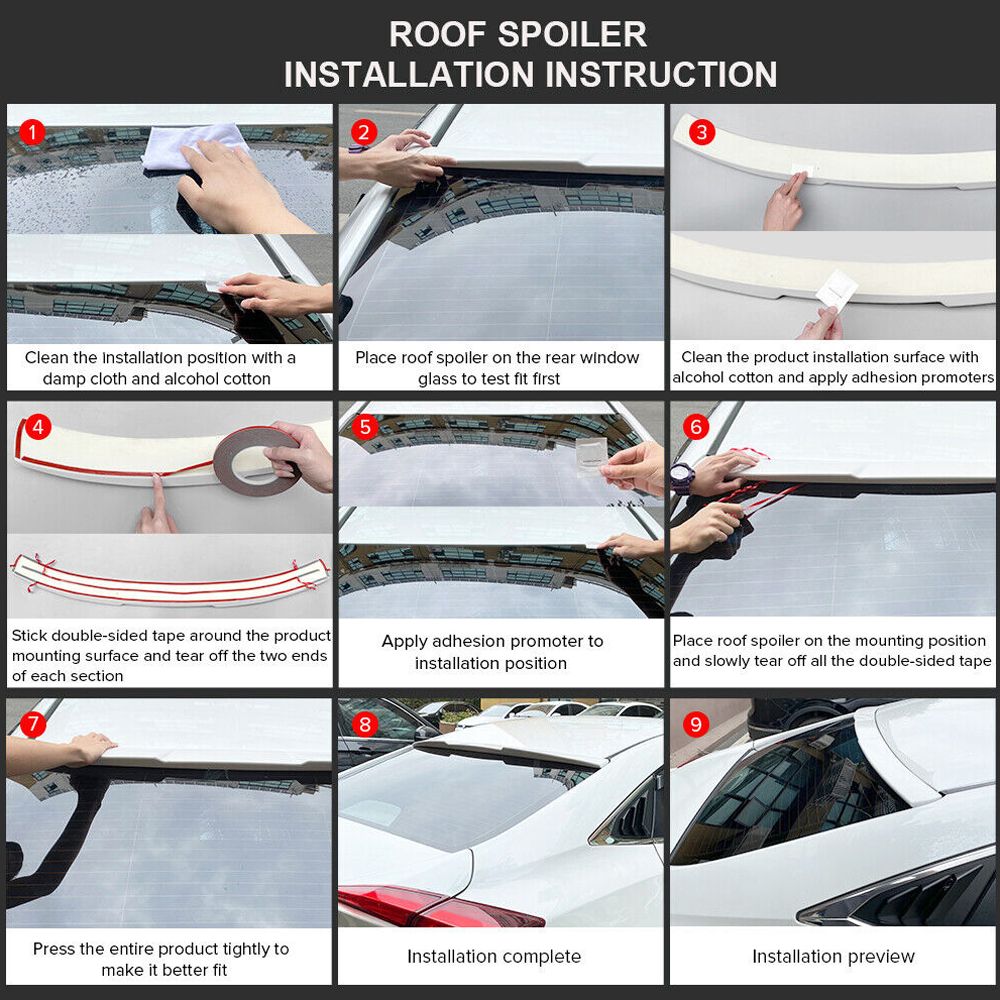 ROOF SPOILER
INSTALLATION INSTRUCTION
1
Clean the installation position with a
damp cloth and alcohol cotton
2
Place roof spoiler on the rear window
glass to test fit first
3
Clean the product installation surface with
alcohol cotton and apply adhesion promoters
4
Stick double-sided tape around the product
mounting surface and tear off the two ends
of each section
5
Apply adhesion promoter to
installation position
6
Place roof spoiler on the mounting position
and slowly tear off all the double-sided tape
7
Press the entire product tightly to
make it better fit
8
Installation complete
9
Installation preview